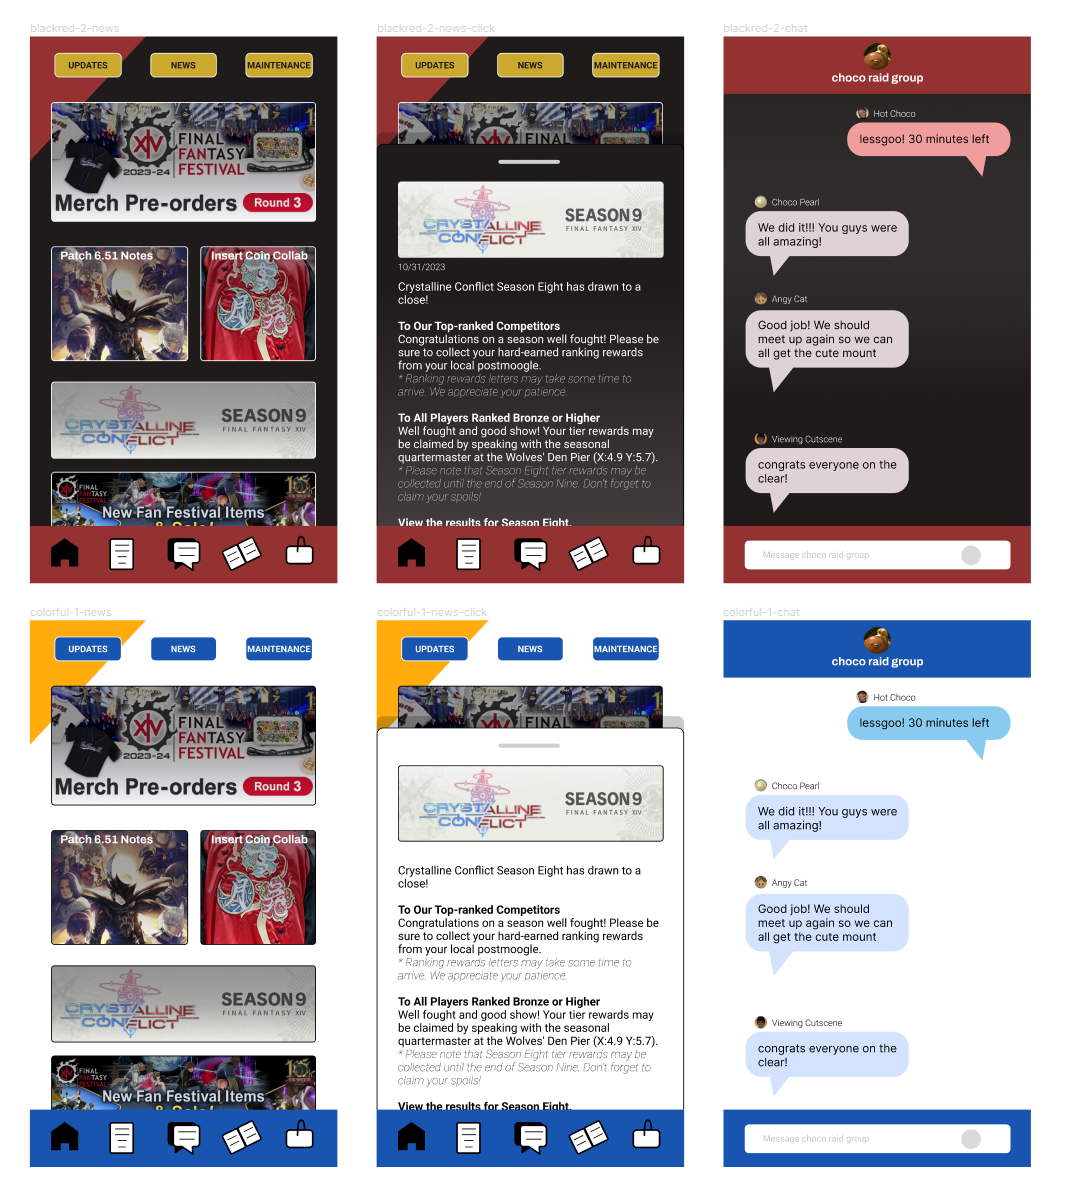 blackred-2-news
UPDATES
NEWS
MAINTENANCE
XIV
FINAL
FANTASY
FESTIVAL
2023-24
Merch Pre-orders
Round 3
Patch 6.51 Notes
Insert Coin Collab
CRYSTALLINE
CONFLICT
SEASON 9
FINAL FANTASY XIV
FINAL
FANTASY
FESTIVAL
New Fan Festival Items
blackred-2-news-click
UPDATES
NEWS
MAINTENANCE
FINAL
FANTASY
CRYSTALLINE
CONFLICT
SEASON 9
FINAL FANTASY XIV
10/31/2023
Crystalline Conflict Season Eight has drawn to a
close!
To Our Top-ranked Competitors
Congratulations on a season well fought! Please be
sure to collect your hard-earned ranking rewards
from your local postmoogle.
* Ranking rewards letters may take some time to
arrive. We appreciate your patience.
To All Players Ranked Bronze or Higher
Well fought and good show! Your tier rewards may
be claimed by speaking with the seasonal
quartermaster at the Wolves' Den Pier (X:4.9 Y:5.7).
* Please note that Season Eight tier rewards may be
collected until the end of Season Nine. Don't forget to
claim your spoils!
View the results for Season Eight.
blackred-2-chat
choco raid group
Hot Choco
lessgoo! 30 minutes left
Choco Pearl
We did it!!! You guys were
all amazing!
Angy Cat
Good job! We should
meet up again so we can
all get the cute mount
Viewing Cutscene
congrats everyone on the
clear!
Message choco raid group
colorful-1-news
UPDATES
NEWS
MAINTENANCE
XIV
FINAL
FANTASY
FESTIVAL
2023-24
Merch Pre-orders
Round 3
Patch 6.51 Notes
Insert Coin Collab
CRYSTALLINE
CONFLICT
SEASON 9
FINAL FANTASY XIV
FINAL
FANTASY
FESTIVAL
New Fan Festival Items
colorful-1-news-click
UPDATES
NEWS
MAINTENANCE
FINAL
FANTASY
CRYSTALLINE
CONFLICT
SEASON 9
FINAL FANTASY XIV
Crystalline Conflict Season Eight has drawn to a
close!
To Our Top-ranked Competitors
Congratulations on a season well fought! Please be
sure to collect your hard-earned ranking rewards
from your local postmoogle.
* Ranking rewards letters may take some time to
arrive. We appreciate your patience.
To All Players Ranked Bronze or Higher
Well fought and good show! Your tier rewards may
be claimed by speaking with the seasonal
quartermaster at the Wolves' Den Pier (X:4.9 Y:5.7).
* Please note that Season Eight tier rewards may be
collected until the end of Season Nine. Don't forget to
claim your spoils!
View the results for Season Eight.
colorful-1-chat
choco raid group
Hot Choco
lessgoo! 30 minutes left
Choco Pearl
We did it!!! You guys were
all amazing!
Angy Cat
Good job! We should
meet up again so we can
all get the cute mount
Viewing Cutscene
congrats everyone on the
clear!
Message choco raid group